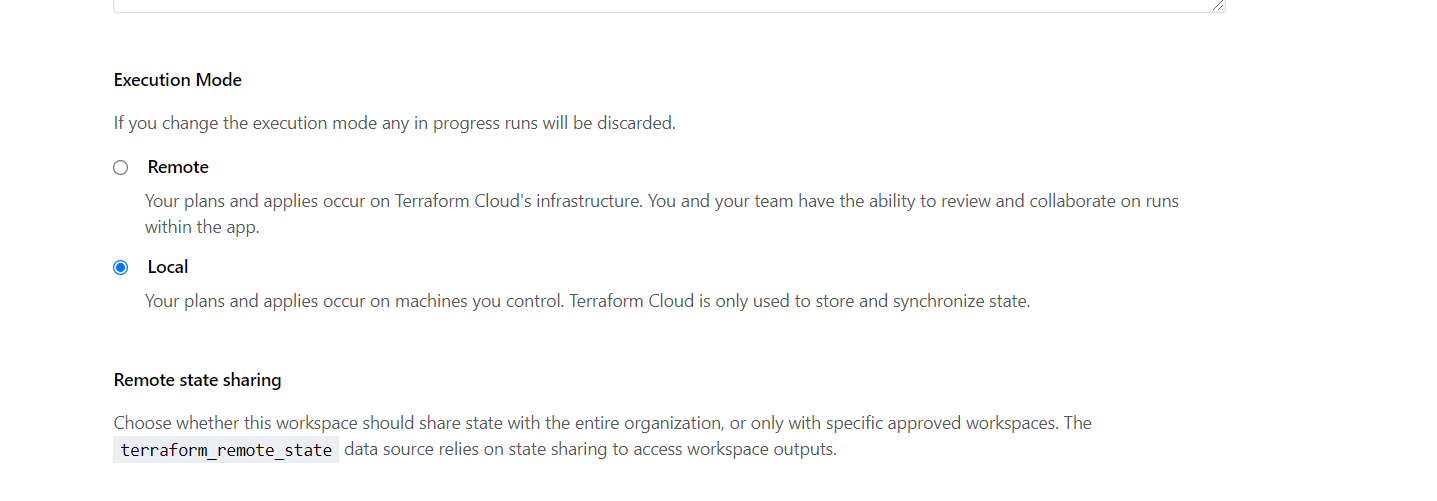 Execution Mode
If you change the execution mode any in progress runs will be discarded.
Remote
Your plans and applies occur on Terraform Cloud's infrastructure. You and your team have the ability to review and collaborate on runs
within the app.
Local
Your plans and applies occur on machines you control. Terraform Cloud is only used to store and synchronize state.
Remote state sharing
Choose whether this workspace should share state with the entire organization, or only with specific approved workspaces. The
terraform_remote_state data source relies on state sharing to access workspace outputs.